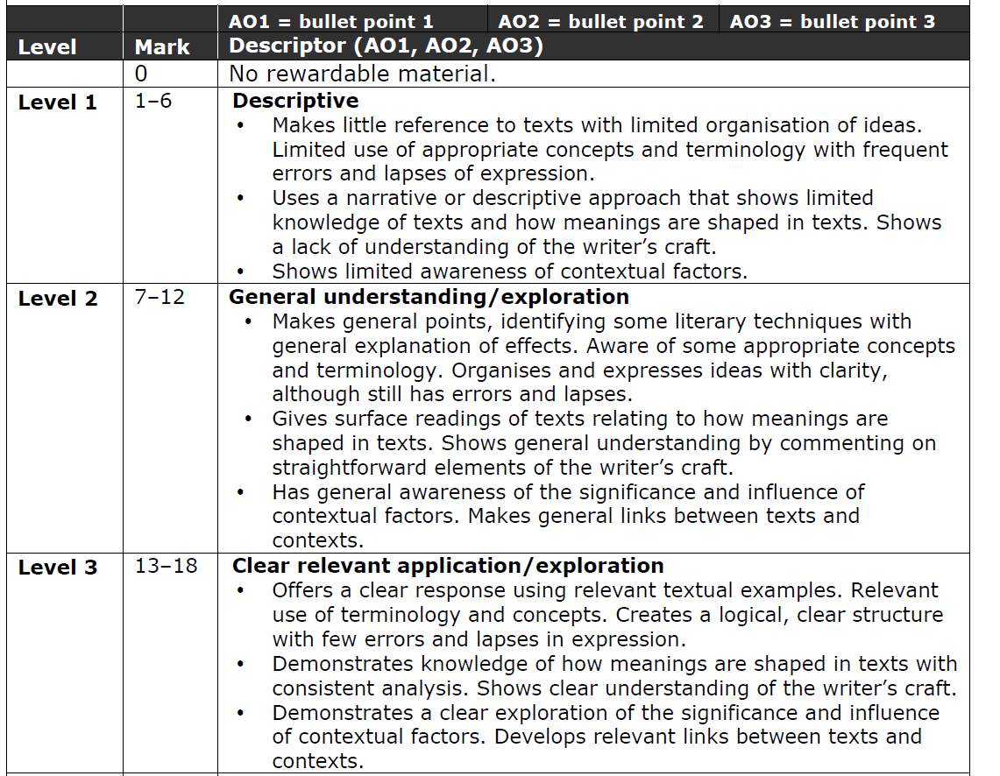 AO1 = bullet point 1 AO2 = bullet point 2 AO3 = bullet point 3
Level Mark Descriptor (AO1, AO2, AO3)
0 No rewardable material.
Level 1 1–6 Descriptive
• Makes little reference to texts with limited organisation of ideas.
Limited use of appropriate concepts and terminology with frequent
errors and lapses of expression.
• Uses a narrative or descriptive approach that shows limited
knowledge of texts and how meanings are shaped in texts. Shows
a lack of understanding of the writer’s craft.
• Shows limited awareness of contextual factors.
Level 2 7–12 General understanding/exploration
• Makes general points, identifying some literary techniques with
general explanation of effects. Aware of some appropriate concepts
and terminology. Organises and expresses ideas with clarity,
although still has errors and lapses.
• Gives surface readings of texts relating to how meanings are
shaped in texts. Shows general understanding by commenting on
straightforward elements of the writer’s craft.
• Has general awareness of the significance and influence of
contextual factors. Makes general links between texts and
contexts.
Level 3 13–18 Clear relevant application/exploration
• Offers a clear response using relevant textual examples. Relevant
use of terminology and concepts. Creates a logical, clear structure
with few errors and lapses in expression.
• Demonstrates knowledge of how meanings are shaped in texts with
consistent analysis. Shows clear understanding of the writer’s craft.
• Demonstrates a clear exploration of the significance and influence
of contextual factors. Develops relevant links between texts and
contexts.